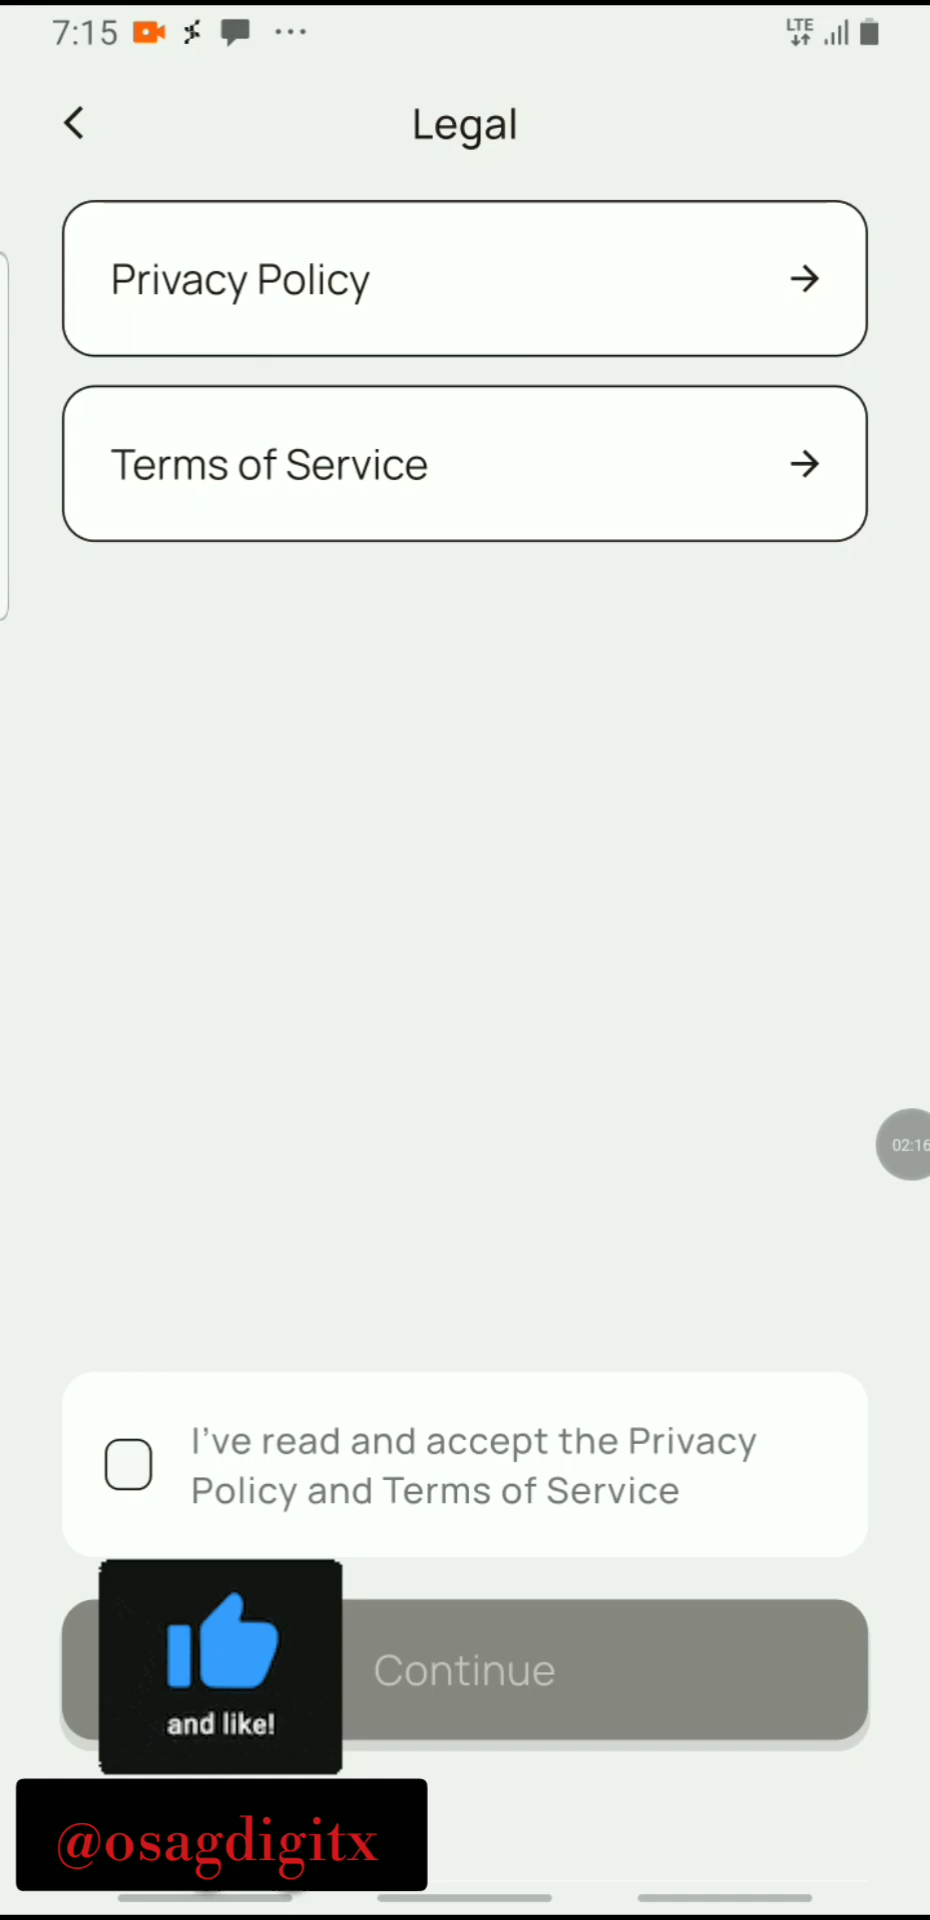 7:15
LTE
Legal
Privacy Policy
Terms of Service
02:16
I've read and accept the Privacy
Policy and Terms of Service
Continue
and like!
@osagdigitx